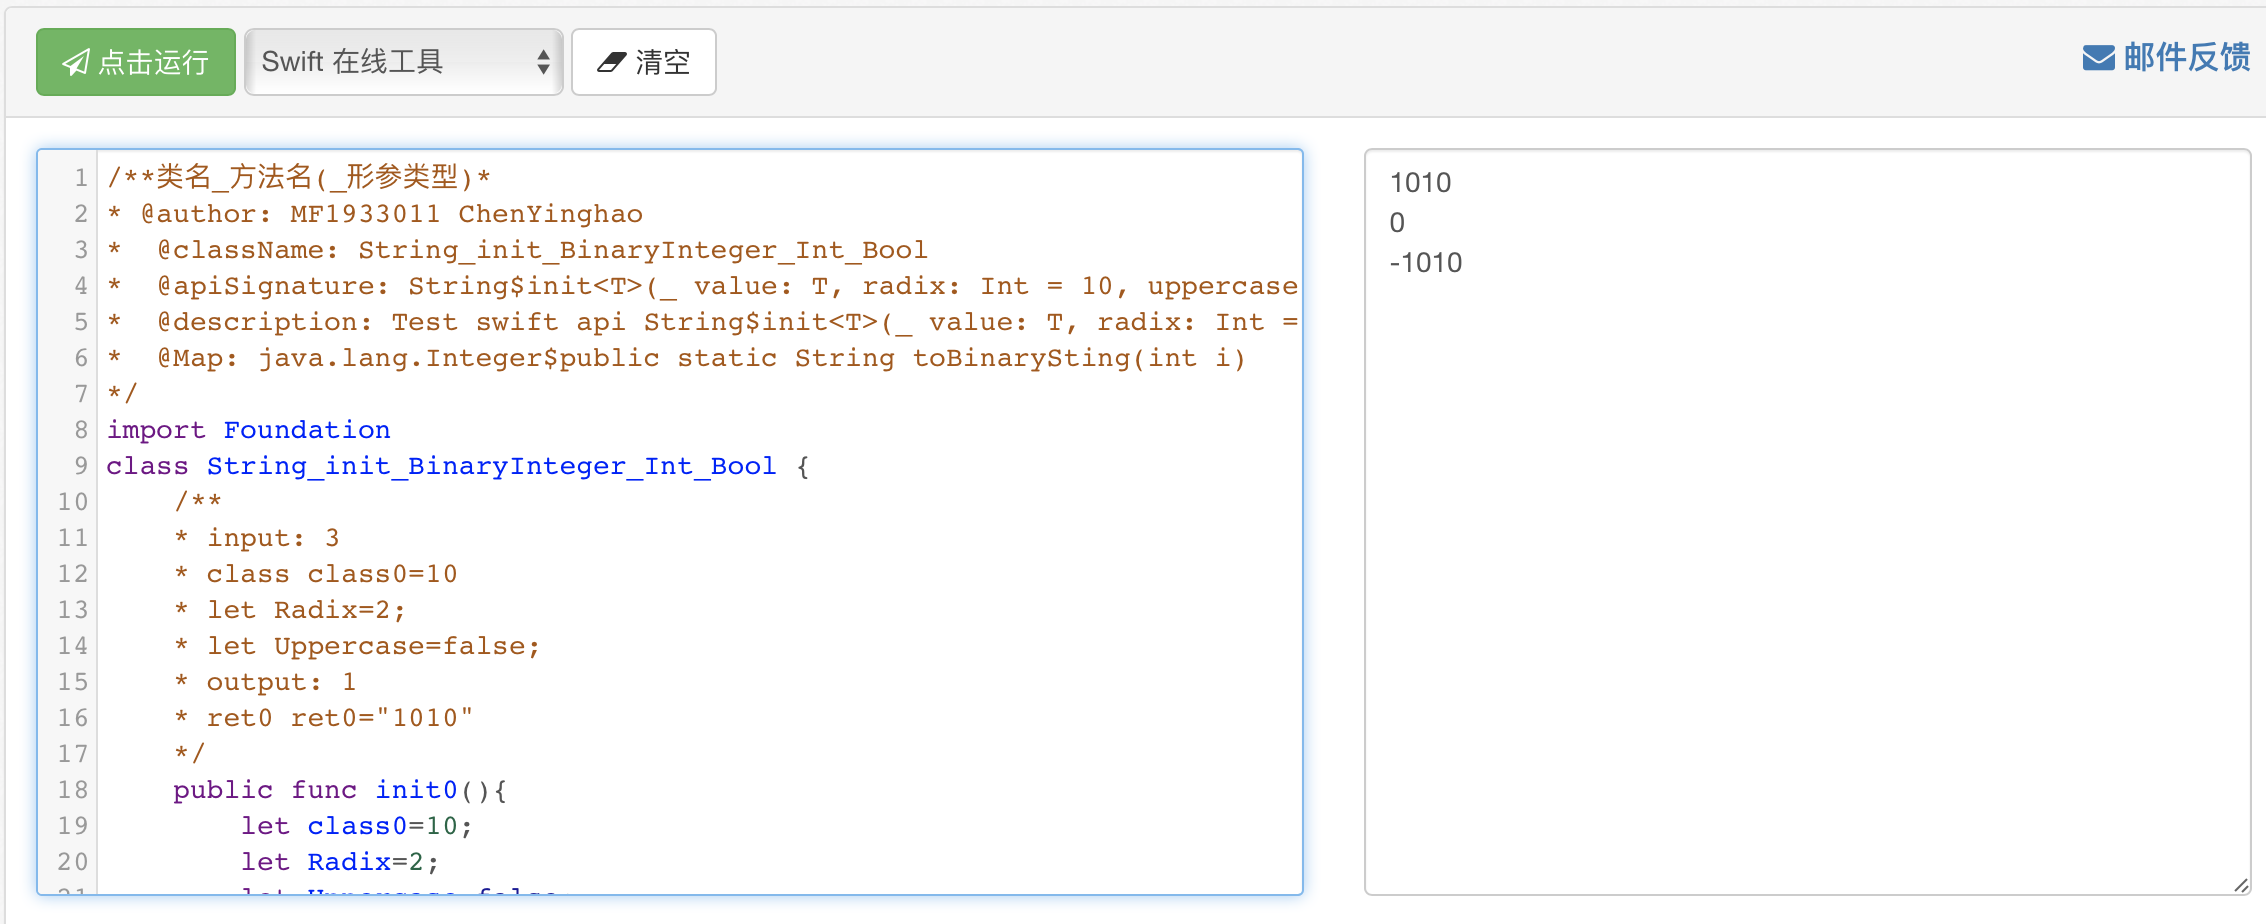 点击运行 Swift 在线工具 清空 邮件反馈
1 /**类名_方法名(_形参类型)*
2 * @author: MF1933011 ChenYinghao
3 *  @className: String_init_BinaryInteger_Int_Bool
4 *  @apiSignature: String$init<T>(_ value: T, radix: Int = 10, uppercase
5 *  @description: Test swift api String$init<T>(_ value: T, radix: Int =
6 *  @Map: java.lang.Integer$public static String toBinarySting(int i)
7 */
8 import Foundation
9 class String_init_BinaryInteger_Int_Bool {
10     /**
11     * input: 3
12     * class class0=10
13     * let Radix=2;
14     * let Uppercase=false;
15     * output: 1
16     * ret0 ret0="1010"
17     */
18     public func init0(){
19         let class0=10;
20         let Radix=2;
1010
0
-1010